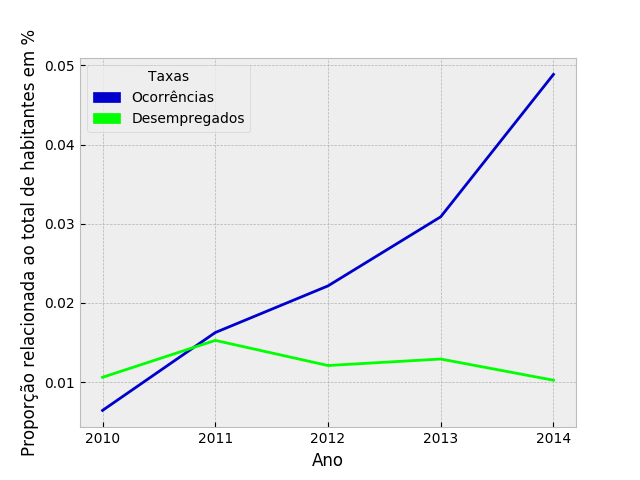 Proporção relacionada ao total de habitantes em %
0.05
0.04
0.03
0.02
0.01
Taxas
Ocorrências
Desempregados
2010 2011 2012 2013 2014
Ano